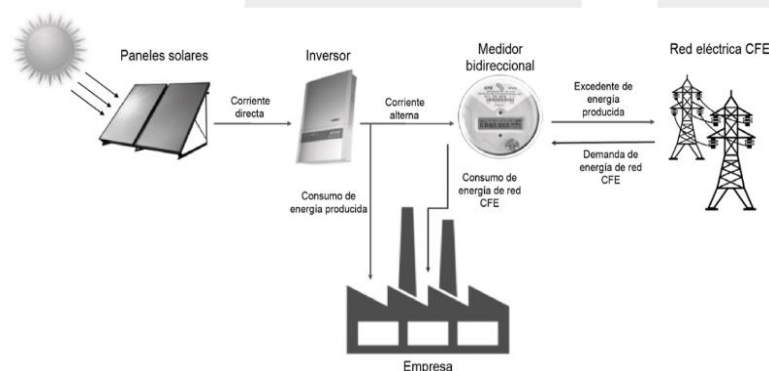 Paneles solares
Inversor
Medidor
bidireccional
Red eléctrica CFE
Corriente
directa
Corriente
alterna
Excedente de
energía
producida
Demanda de
energía de red
CFE
Consumo de
energía producida
Consumo de
energía de red
CFE
Empresa